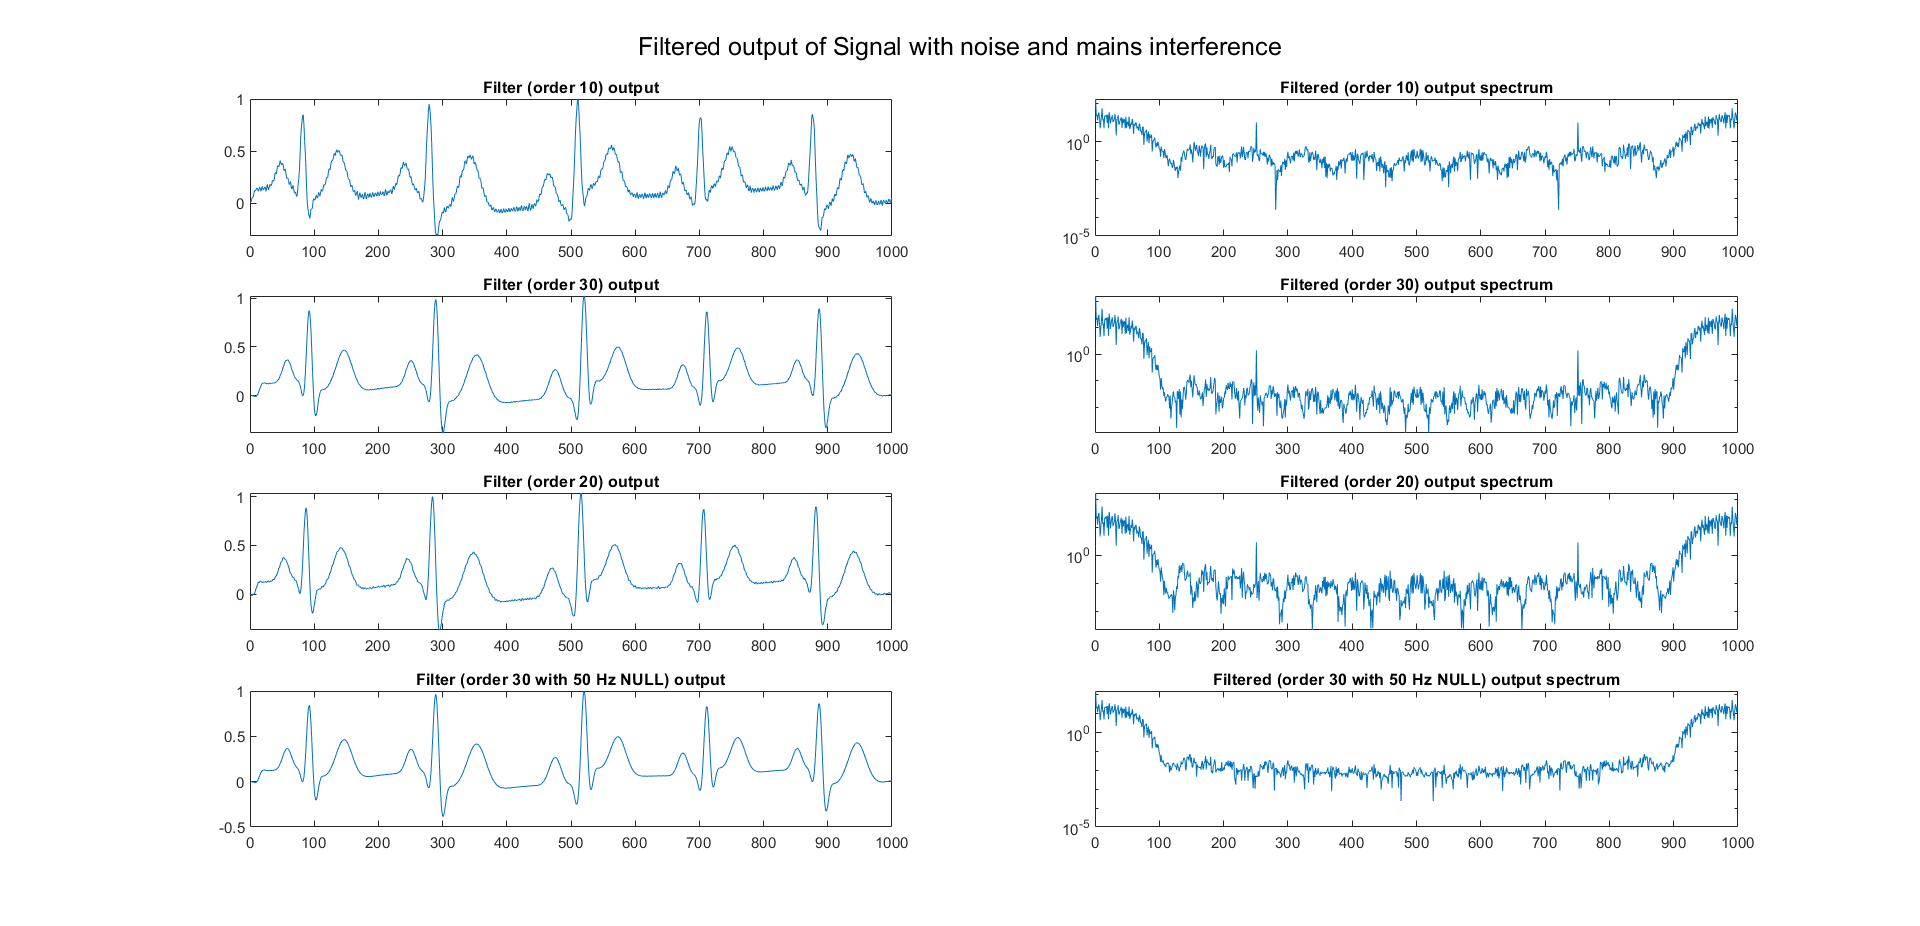 Filtered output of Signal with noise and mains interference
Filter (order 10) output
1
0.5
0
0 100 200 300 400 500 600 700 800 900 1000
Filtered (order 10) output spectrum
10^0
10^-5
0 100 200 300 400 500 600 700 800 900 1000
Filter (order 30) output
1
0.5
0
0 100 200 300 400 500 600 700 800 900 1000
Filtered (order 30) output spectrum
10^0
0 100 200 300 400 500 600 700 800 900 1000
Filter (order 20) output
1
0.5
0
0 100 200 300 400 500 600 700 800 900 1000
Filtered (order 20) output spectrum
10^0
0 100 200 300 400 500 600 700 800 900 1000
Filter (order 30 with 50 Hz NULL) output
1
0.5
0
-0.5
0 100 200 300 400 500 600 700 800 900 1000
Filtered (order 30 with 50 Hz NULL) output spectrum
10^0
10^-5
0 100 200 300 400 500 600 700 800 900 1000